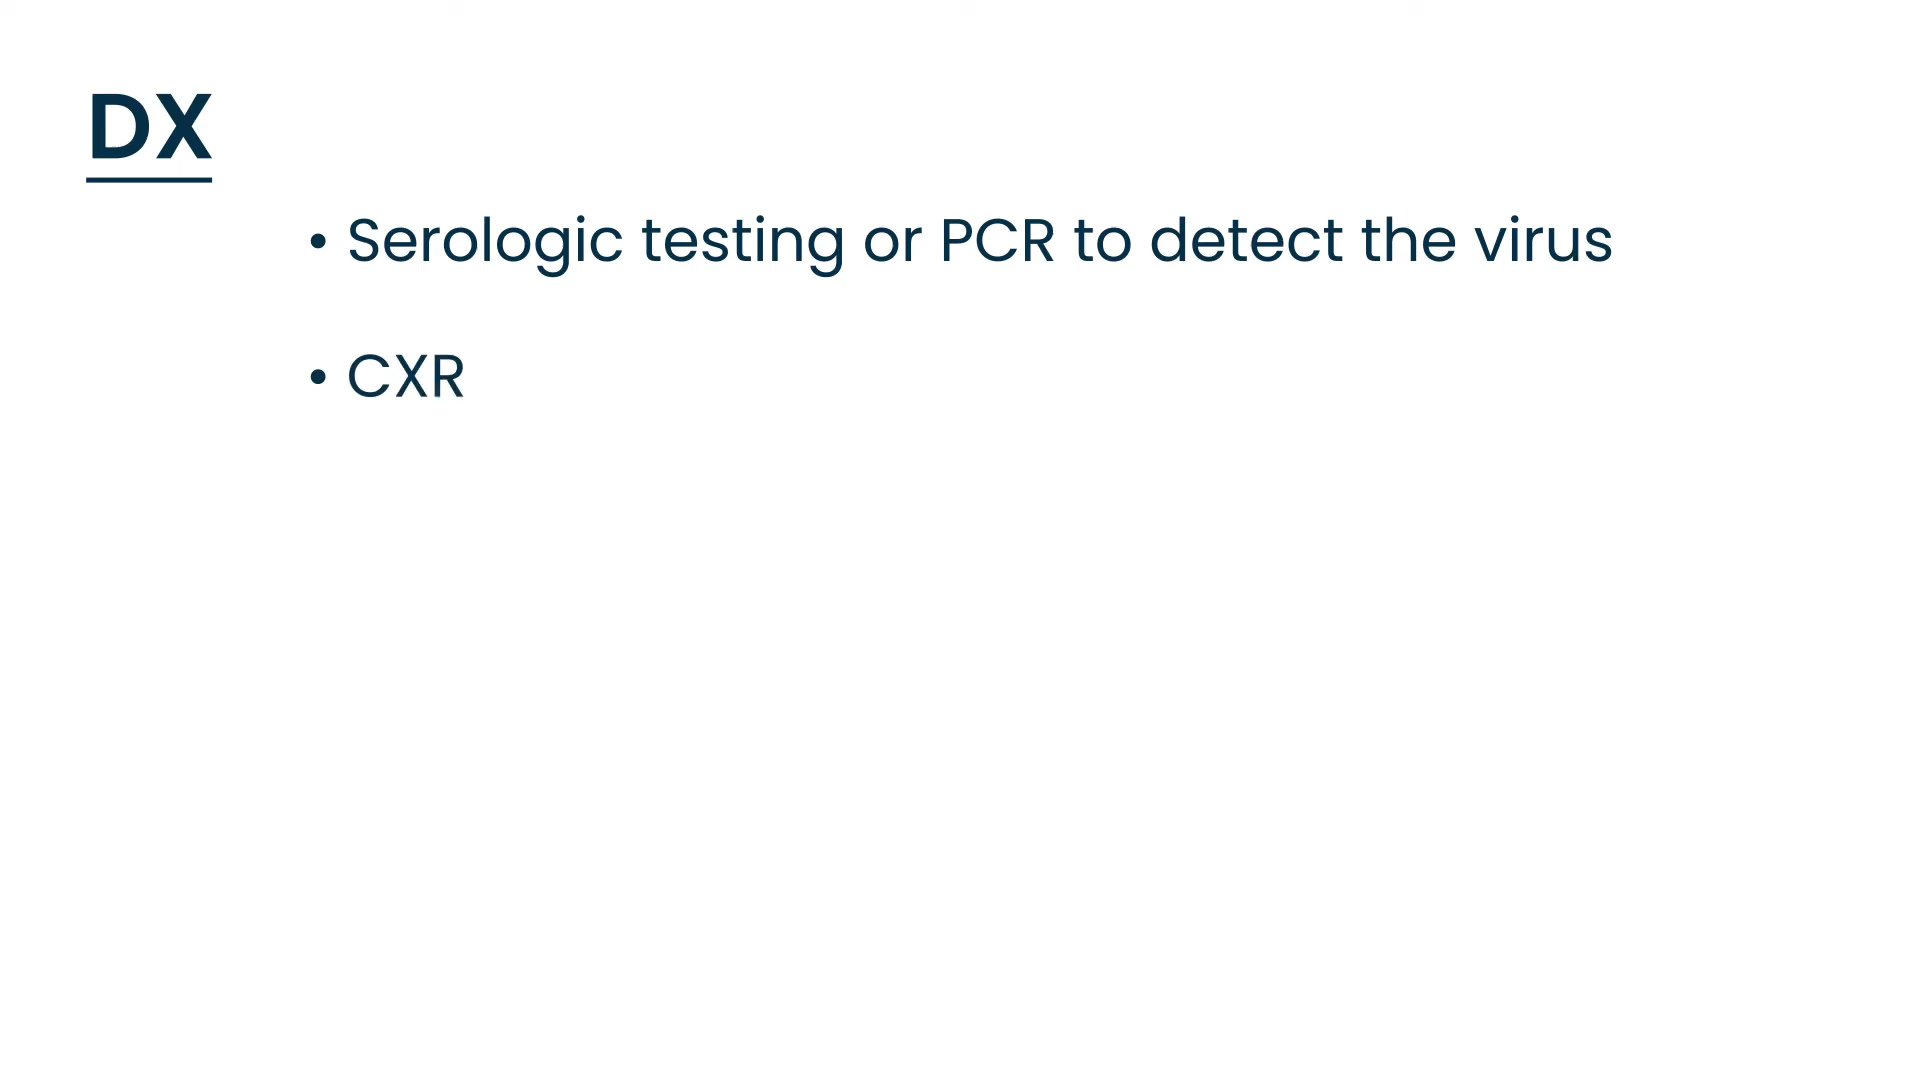 DX
• Serologic testing or PCR to detect the virus
• CXR